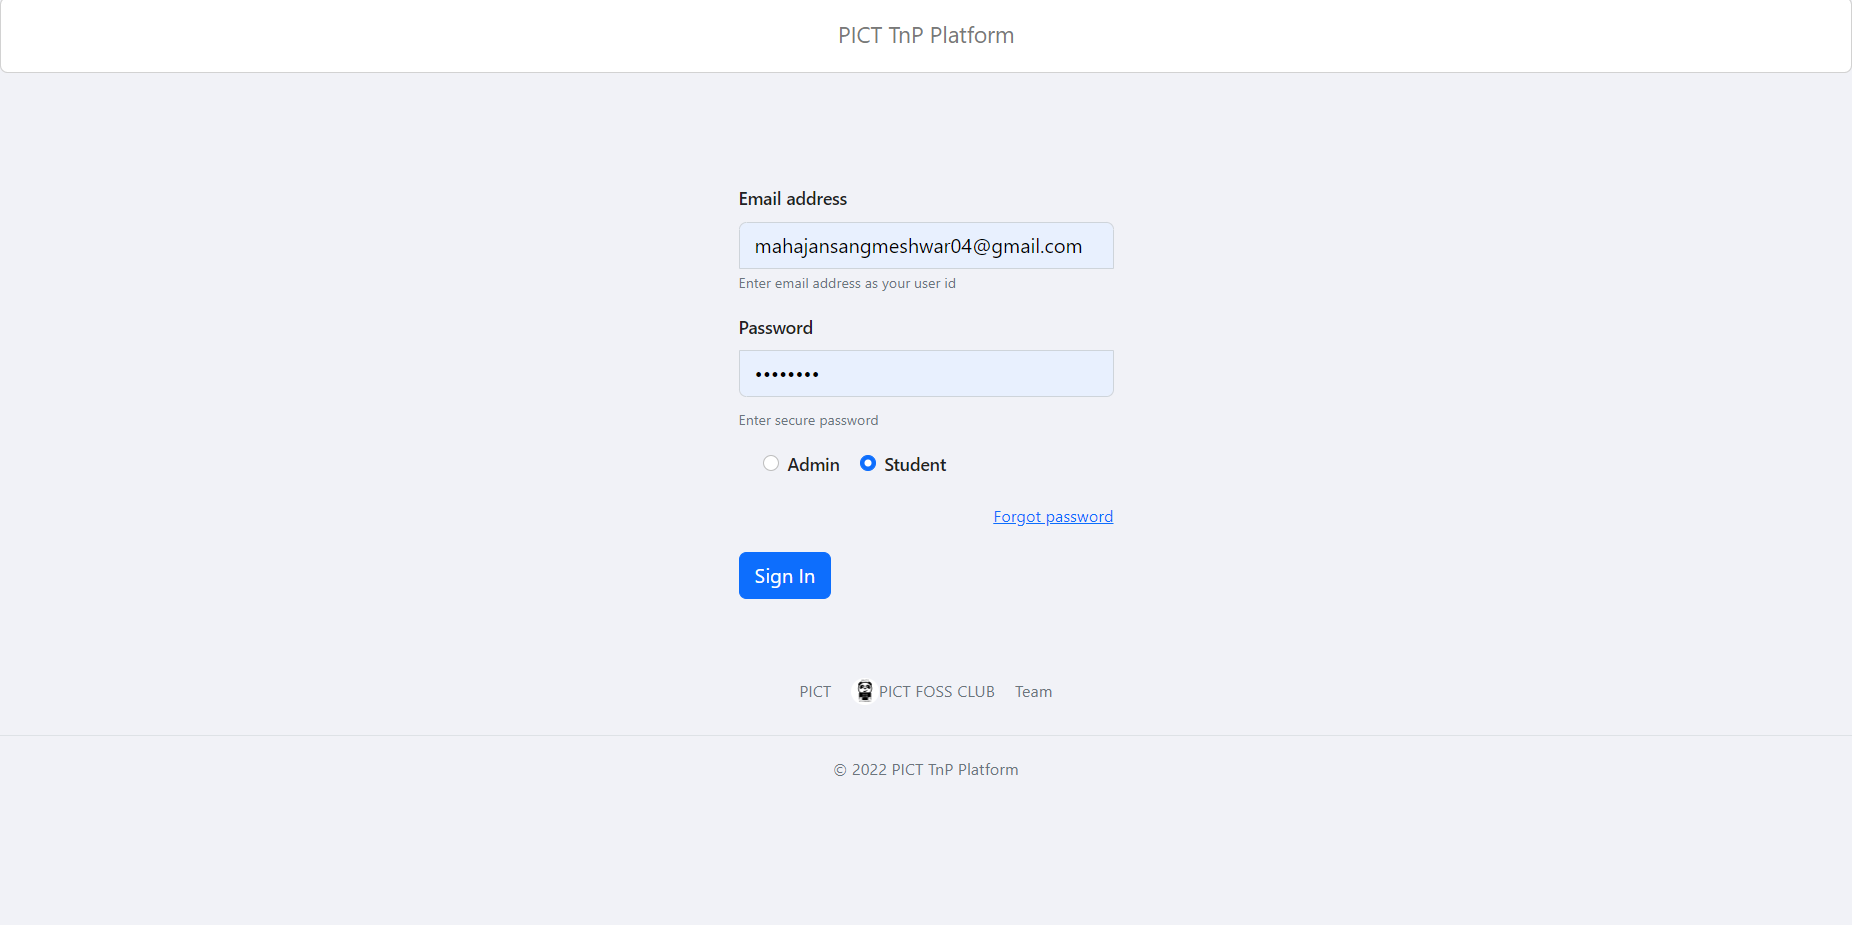 PICT TnP Platform
Email address
mahajansangmeshwar04@gmail.com
Enter email address as your user id
Password
••••••••
Enter secure password
Admin Student
Forgot password
Sign In
PICT PICT FOSS CLUB Team
© 2022 PICT TnP Platform